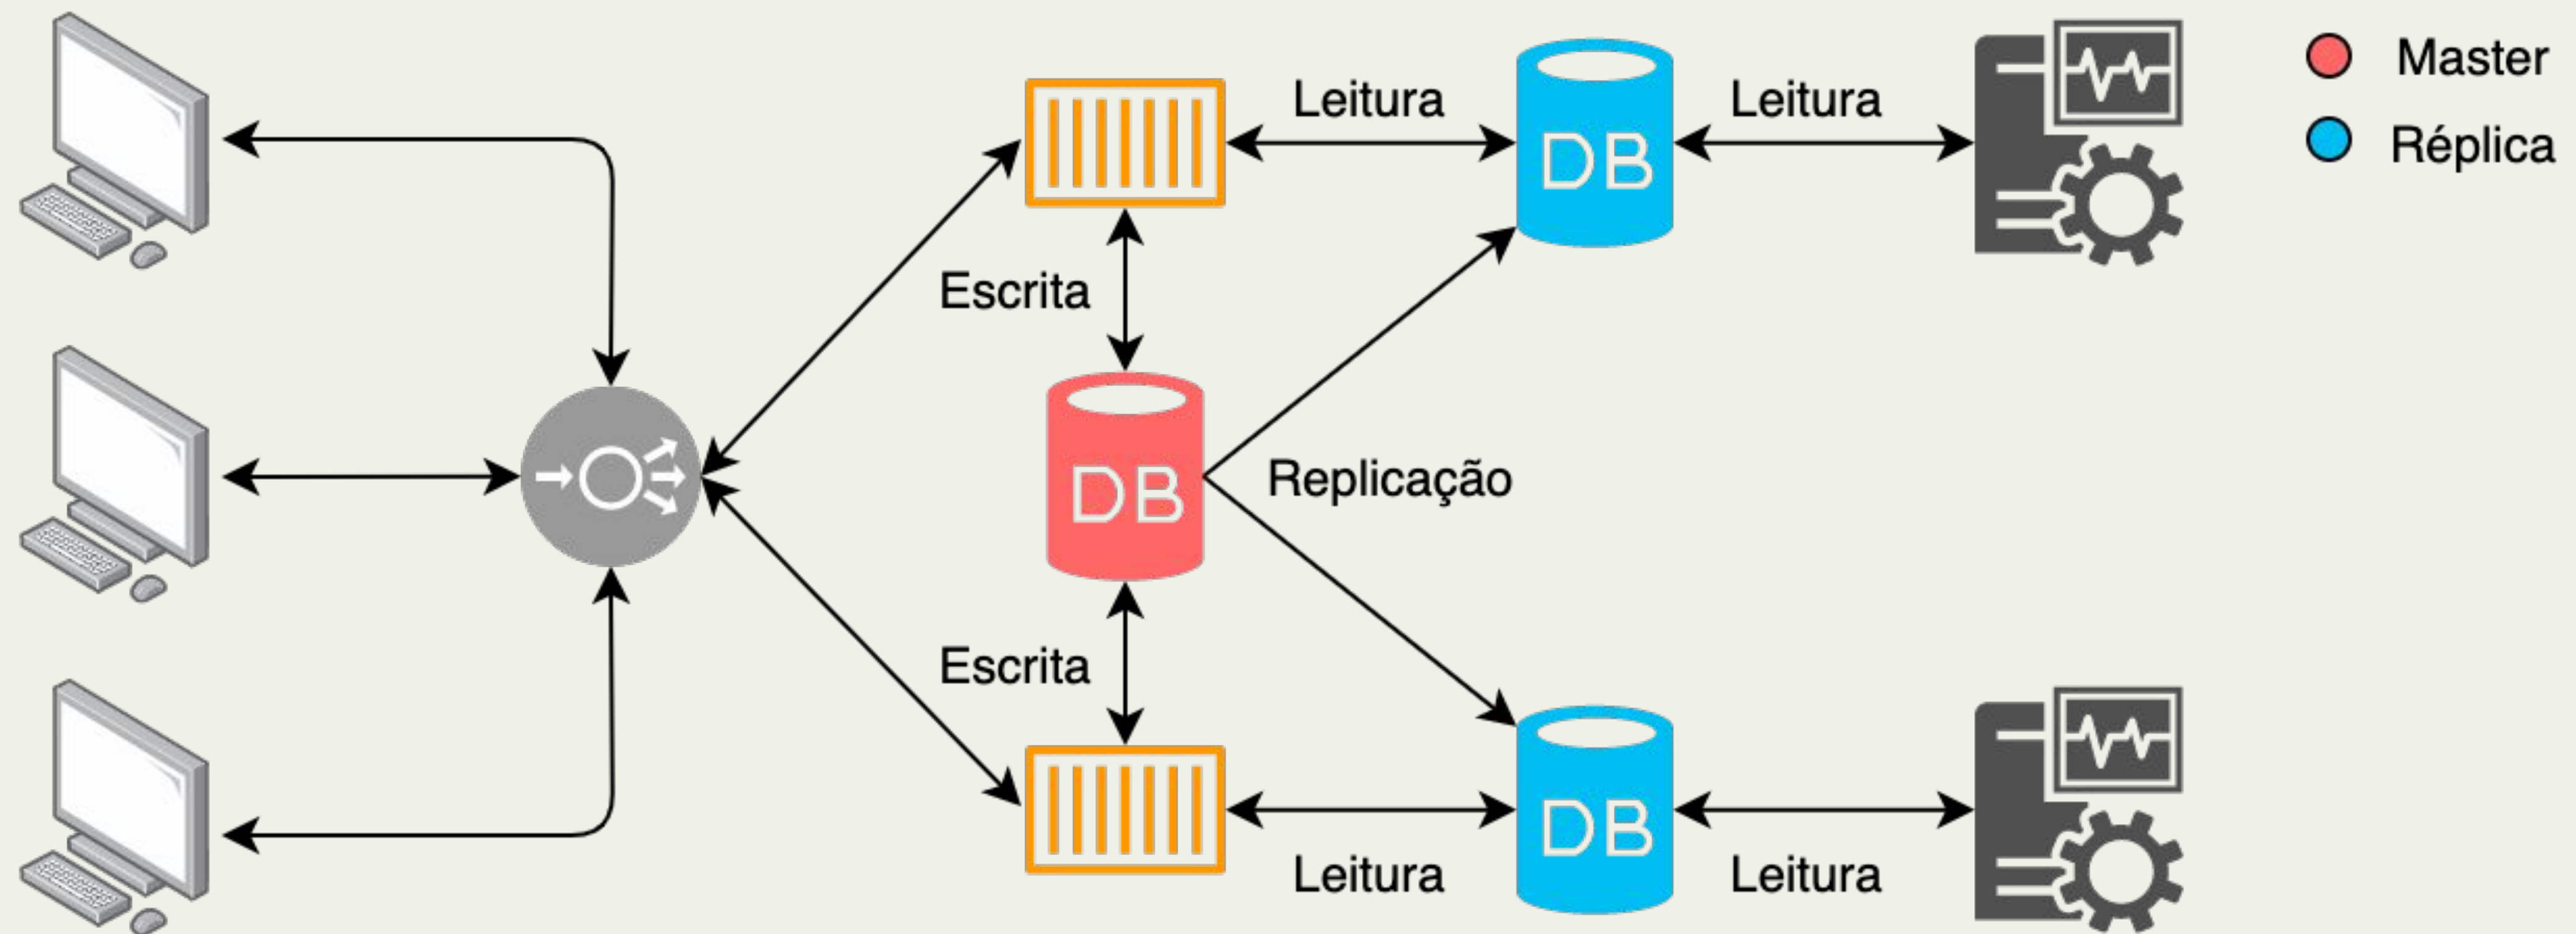 Leitura
DB
Leitura
Master
Réplica
Escrita
DB
Replicação
Escrita
Leitura
DB
Leitura